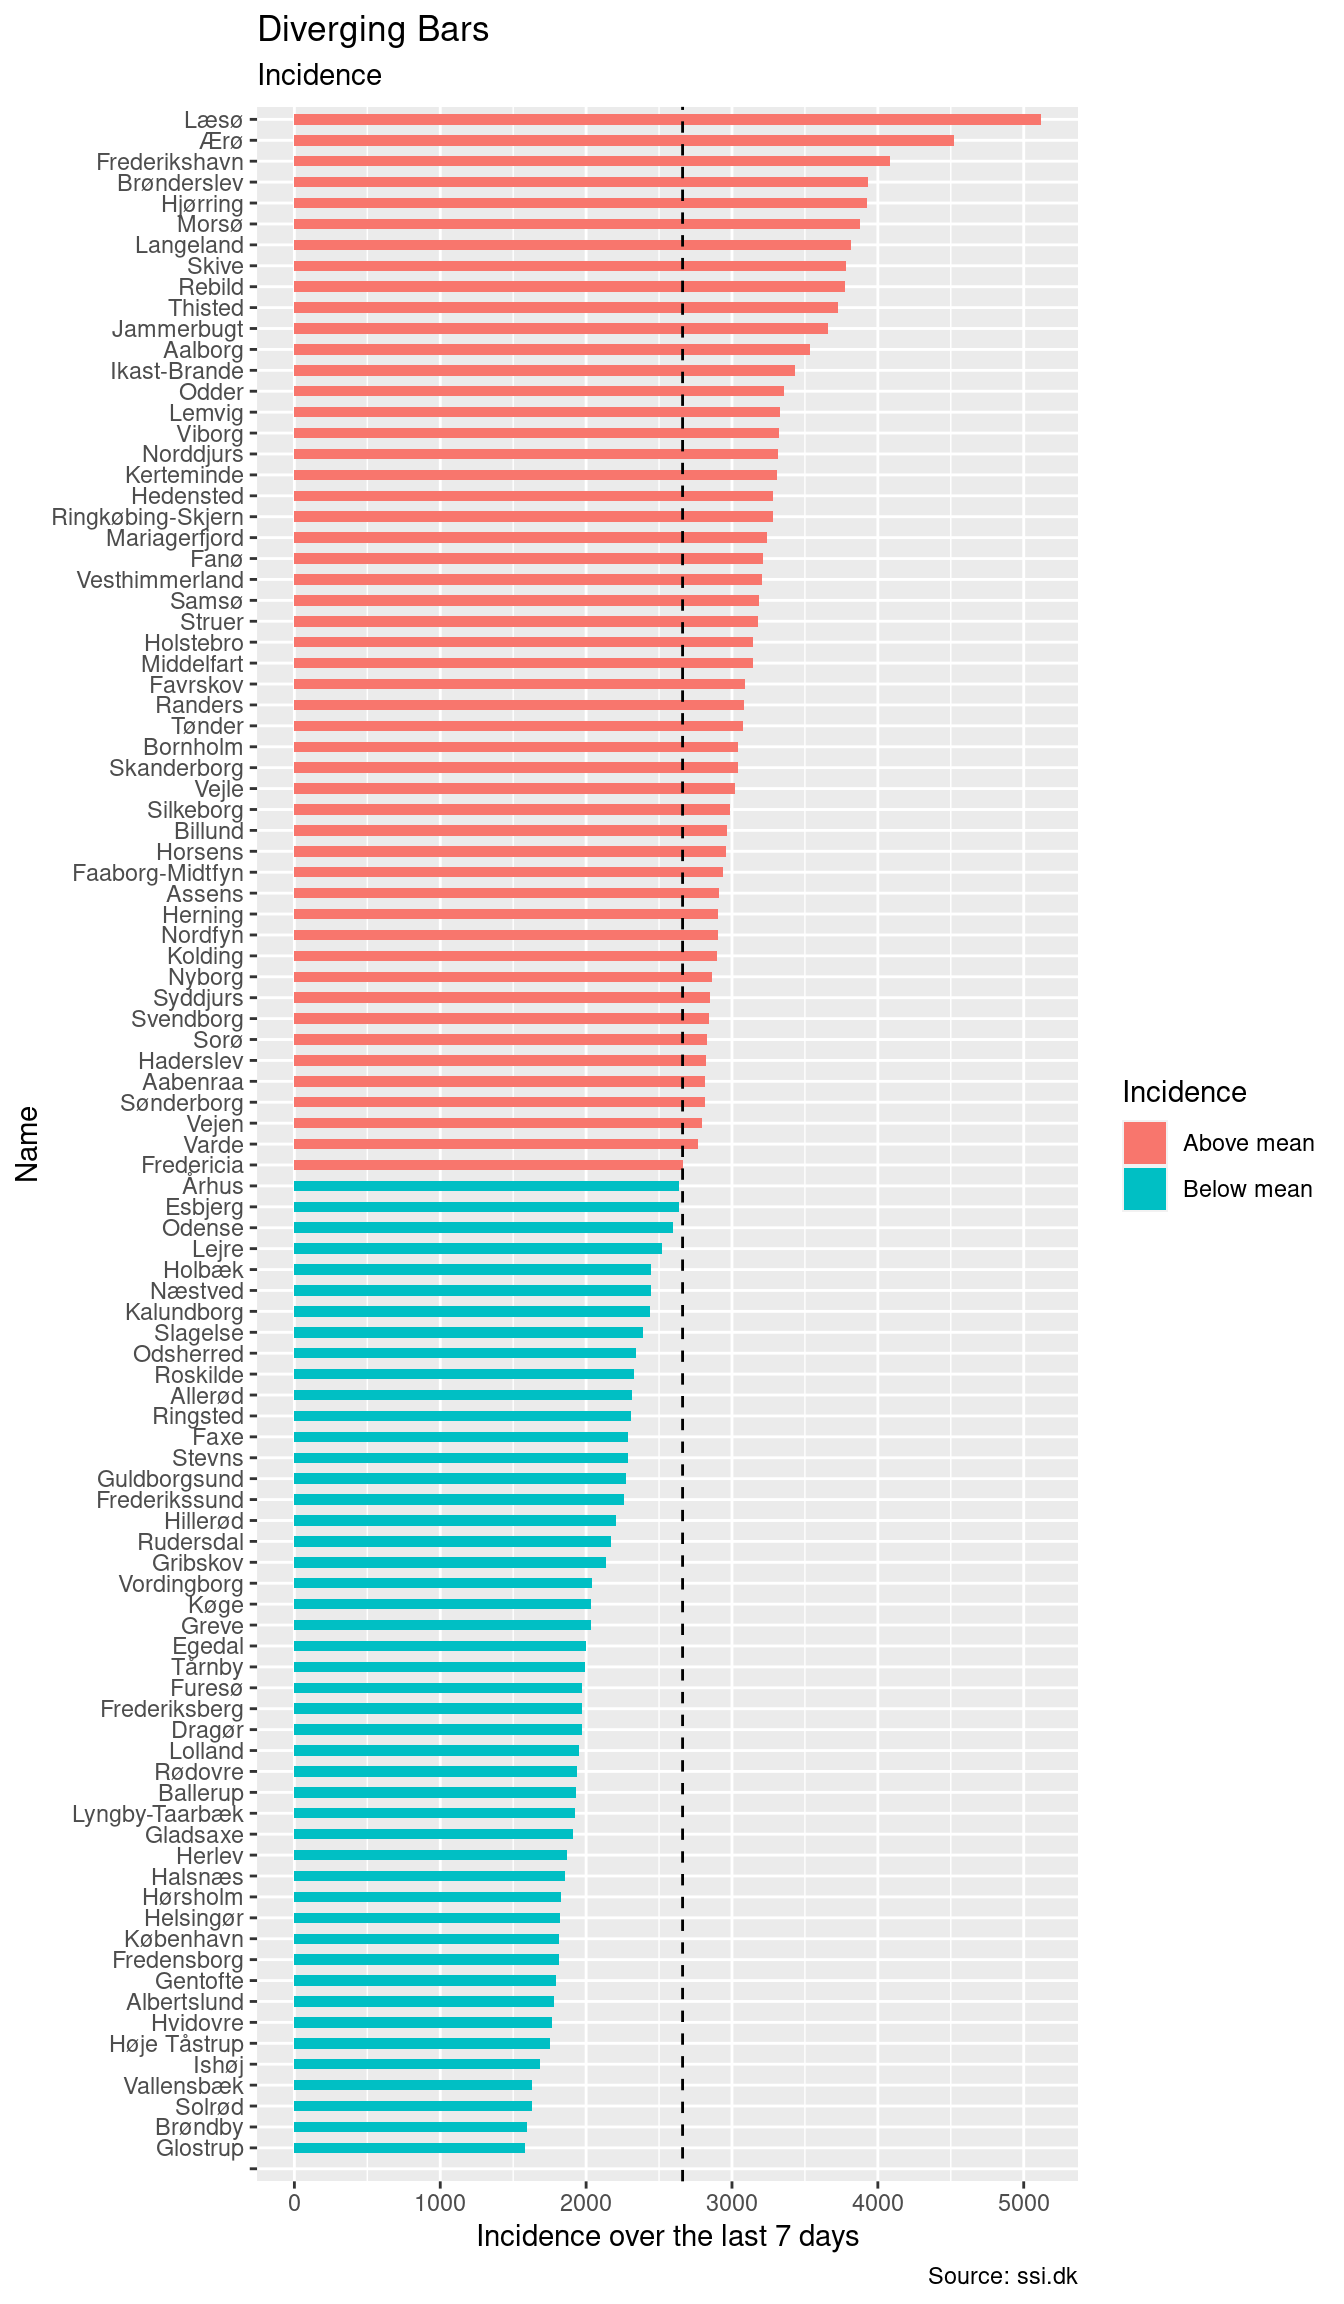 Diverging Bars
Incidence
Læsø
Ærø
Frederikshavn
Brønderslev
Hjørring
Morsø
Langeland
Skive
Rebild
Thisted
Jammerbugt
Aalborg
Ikast-Brande
Odder
Lemvig
Viborg
Norddjurs
Kerteminde
Hedensted
Ringkøbing-Skjern
Mariagerfjord
Fanø
Vesthimmerland
Samsø
Struer
Holstebro
Middelfart
Favrskov
Randers
Tønder
Bornholm
Skanderborg
Vejle
Silkeborg
Billund
Horsens
Faaborg-Midtfyn
Assens
Herning
Nordfyn
Kolding
Nyborg
Syddjurs
Svendborg
Sorø
Haderslev
Aabenraa
Sønderborg
Vejen
Varde
Fredericia
Århus
Esbjerg
Odense
Lejre
Holbæk
Næstved
Kalundborg
Slagelse
Odsherred
Roskilde
Allerød
Ringsted
Faxe
Stevns
Guldborgsund
Frederikssund
Hillerød
Rudersdal
Gribskov
Vordingborg
Køge
Greve
Egedal
Tårnby
Furesø
Frederiksberg
Dragør
Lolland
Rødovre
Ballerup
Lyngby-Taarbæk
Gladsaxe
Herlev
Halsnæs
Hørsholm
Helsingør
København
Fredensborg
Gentofte
Albertslund
Hvidovre
Høje Tåstrup
Ishøj
Vallensbæk
Solrød
Brøndby
Glostrup
Name
0 1000 2000 3000 4000 5000
Incidence over the last 7 days
Source: ssi.dk
Incidence
Above mean
Below mean